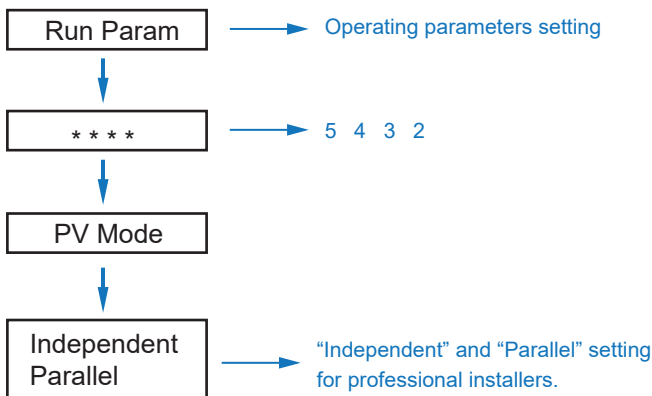 Run Param
Operating parameters setting
* * * *
5 4 3 2
PV Mode
Independent
Parallel
“Independent” and “Parallel” setting
for professional installers.